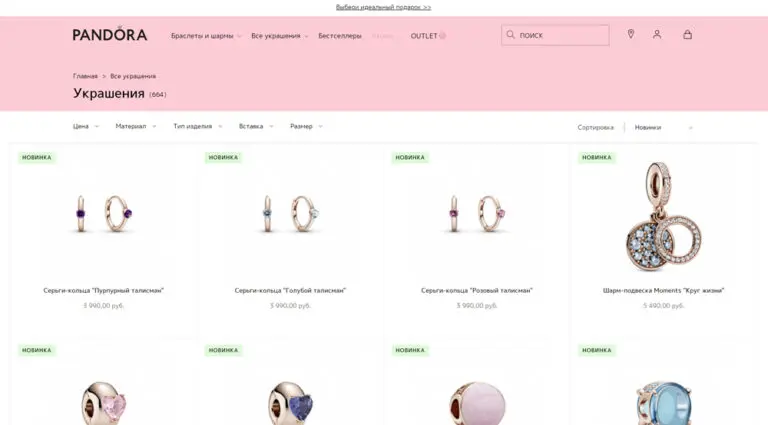 Выбери идеальный подарок >>
PANDÖRA
Браслеты и шармы
Все украшения
Бестселлеры
OUTLET
ПОИСК
Главная > Все украшения
Украшения (664)
Цена
Материал
Тип изделия
Вставка
Размер
Сортировка
Новинки
НОВИНКА
НОВИНКА
НОВИНКА
НОВИНКА
Серьги-кольца "Пурпурный талисман"
3 990,00 руб.
Серьги-кольца "Голубой талисман"
3 990,00 руб.
Серьги-кольца "Розовый талисман"
3 990,00 руб.
Шарм-подвеска Moments "Круг жизни"
5 490,00 руб.
НОВИНКА
НОВИНКА
НОВИНКА